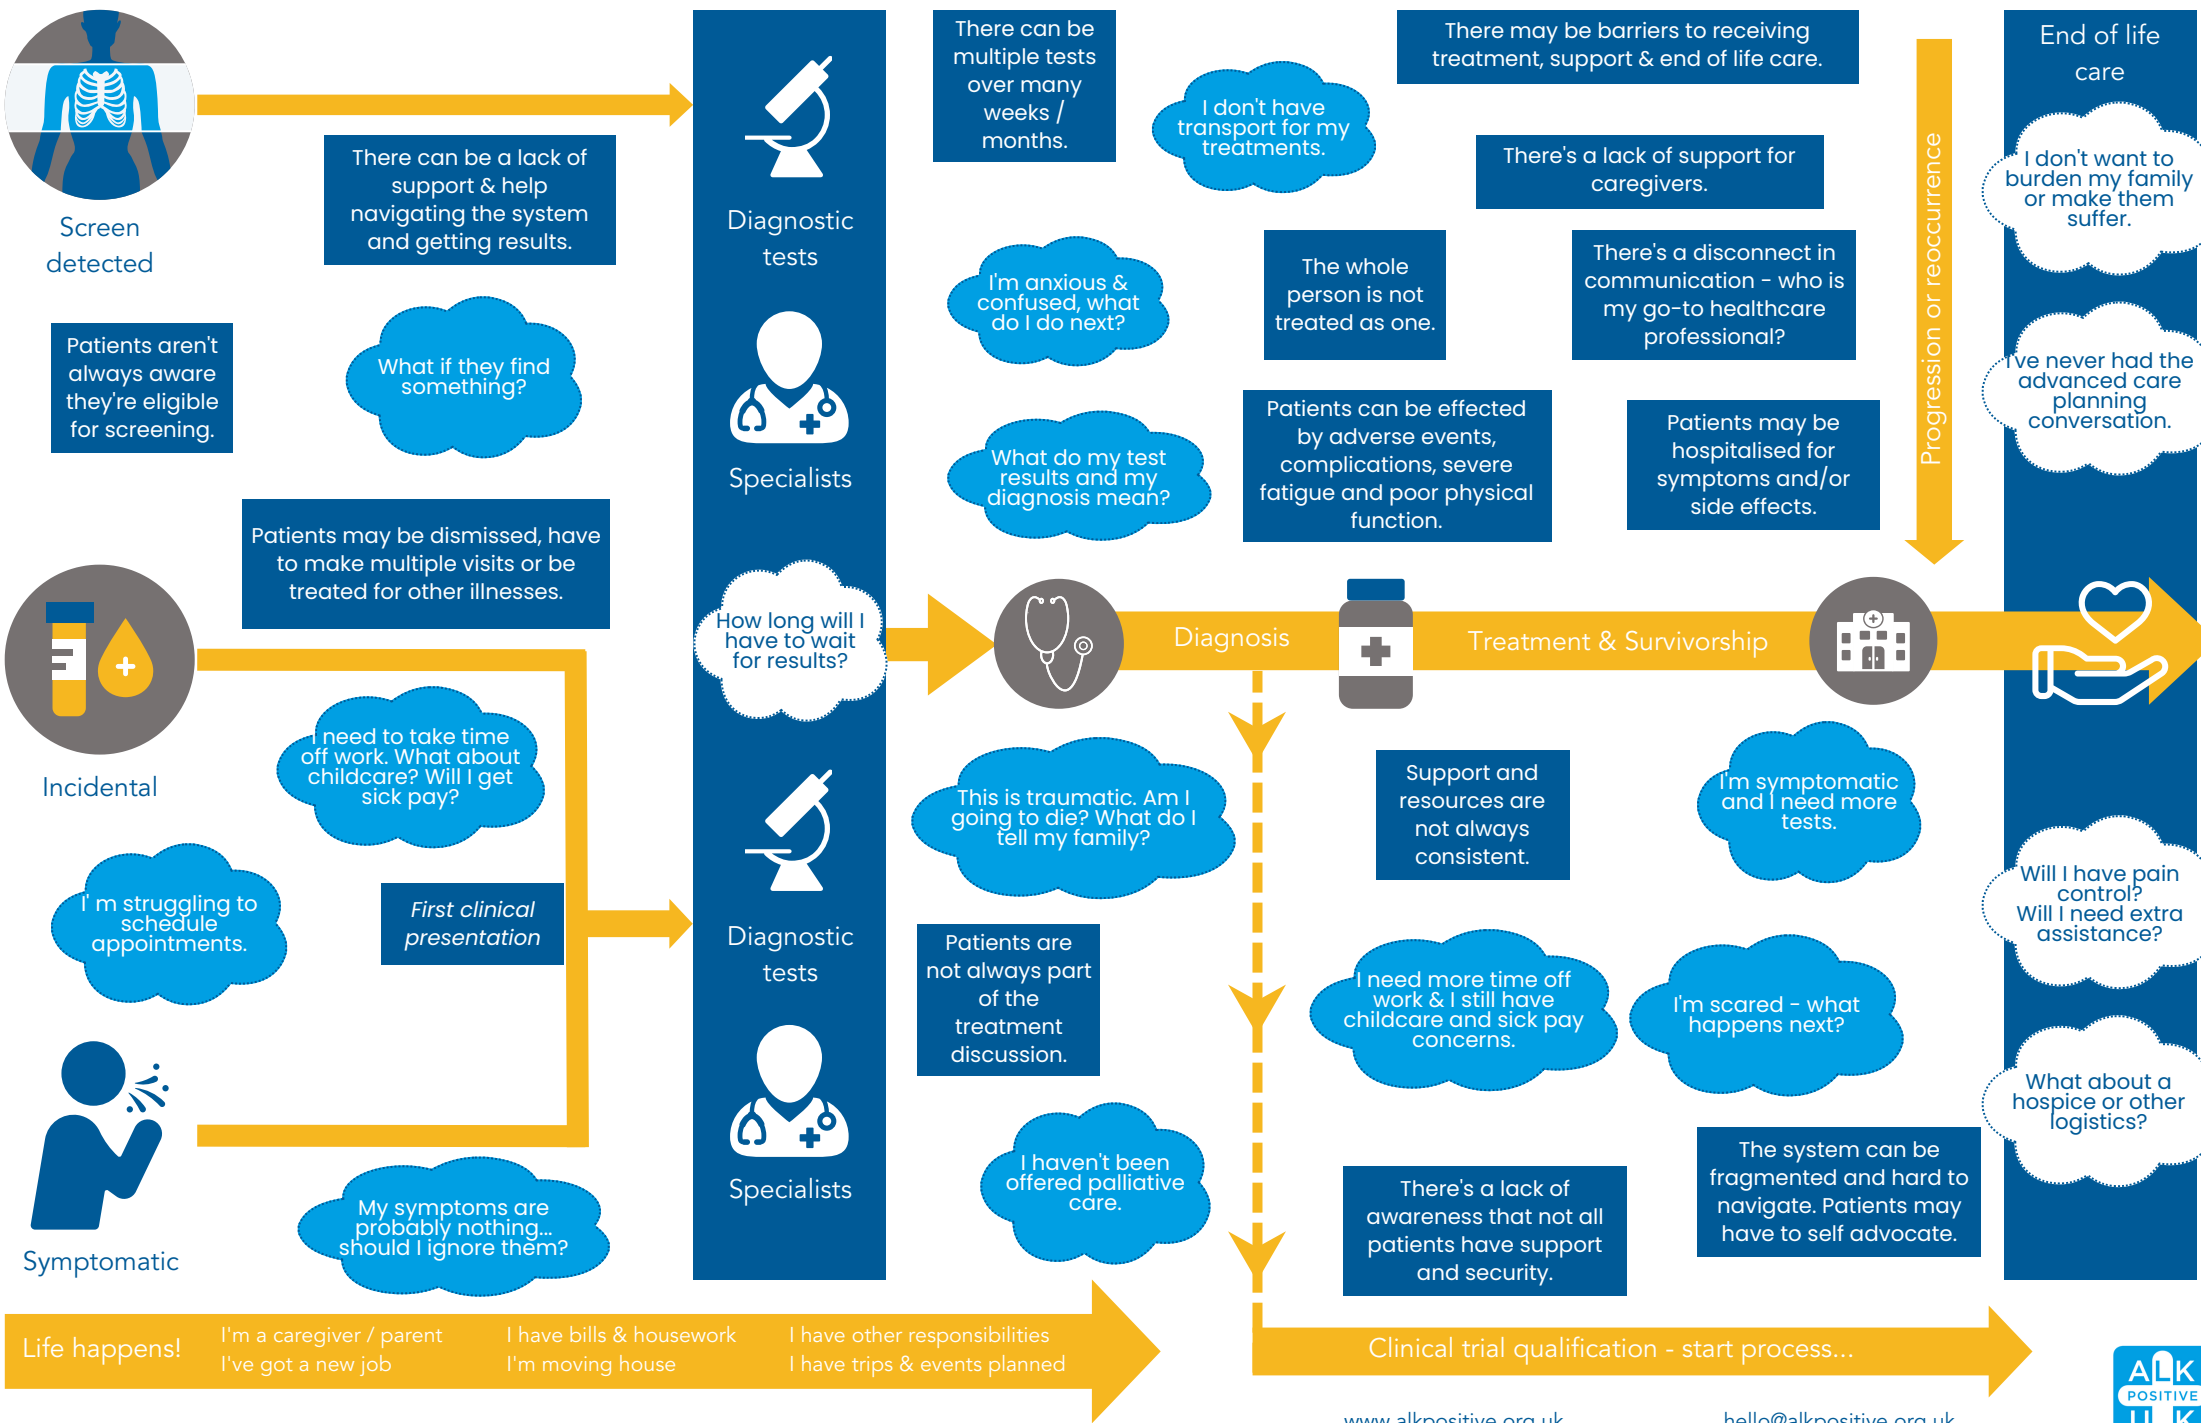 Screen
detected
There can be a lack of
support & help
navigating the system
and getting results.
Patients aren't
always aware
they're eligible
for screening.
What if they find
something?
Patients may be dismissed, have
to make multiple visits or be
treated for other illnesses.
Incidental
I need to take time
off work. What about
childcare? Will I get
sick pay?
I' m struggling to
schedule
appointments.
First clinical
presentation
Symptomatic
My symptoms are
probably nothing...
should I ignore them?
Diagnostic
tests
Specialists
How long will I
have to wait
for results?
Diagnostic
tests
Specialists
There can be
multiple tests
over many
weeks /
months.
I don't have
transport for my
treatments.
There may be barriers to receiving
treatment, support & end of life care.
There's a lack of support for
caregivers.
I'm anxious &
confused, what
do I do next?
The whole
person is not
treated as one.
There's a disconnect in
communication - who is
my go-to healthcare
professional?
What do my test
results and my
diagnosis mean?
Patients can be effected
by adverse events,
complications, severe
fatigue and poor physical
function.
Patients may be
hospitalised for
symptoms and/or
side effects.
Progression or reoccurrence
Diagnosis
Treatment & Survivorship
This is traumatic. Am I
going to die? What do I
tell my family?
Support and
resources are
not always
consistent.
I'm symptomatic
and I need more
tests.
Patients are
not always part
of the
treatment
discussion.
I need more time off
work & I still have
childcare and sick pay
concerns.
I'm scared - what
happens next?
I haven't been
offered palliative
care.
There's a lack of
awareness that not all
patients have support
and security.
The system can be
fragmented and hard to
navigate. Patients may
have to self advocate.
End of life
care
I don't want to
burden my family
or make them
suffer.
I've never had the
advanced care
planning
conversation.
Will I have pain
control?
Will I need extra
assistance?
What about a
hospice or other
logistics?
Life happens!
I'm a caregiver / parent
I've got a new job
I have bills & housework
I'm moving house
I have other responsibilities
I have trips & events planned
Clinical trial qualification - start process...
www.alkpositive.org.uk
hello@alkpositive.org.uk
ALK
POSITIVE
UK